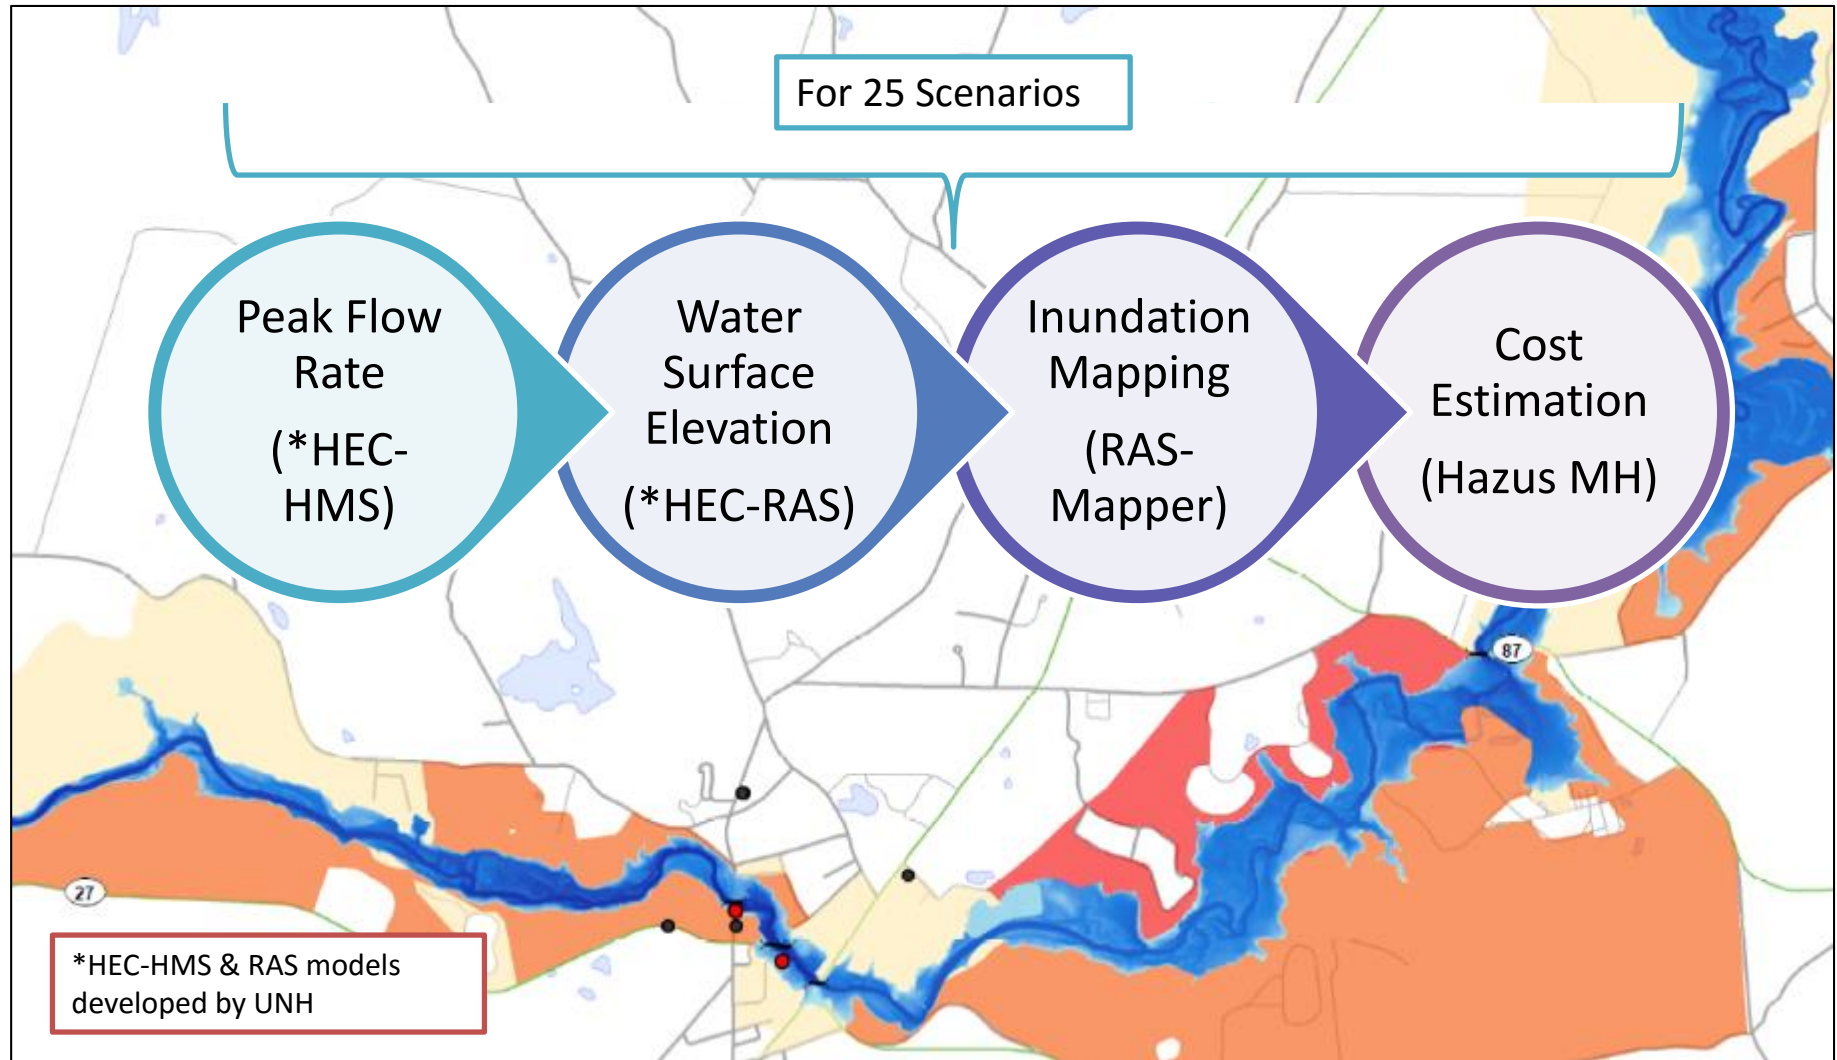 For 25 Scenarios
Peak Flow
Rate
(*HEC-
HMS)
Water
Surface
Elevation
(*HEC-RAS)
Inundation
Mapping
(RAS-
Mapper)
Cost
Estimation
(Hazus MH)
87
27
*HEC-HMS & RAS models
developed by UNH